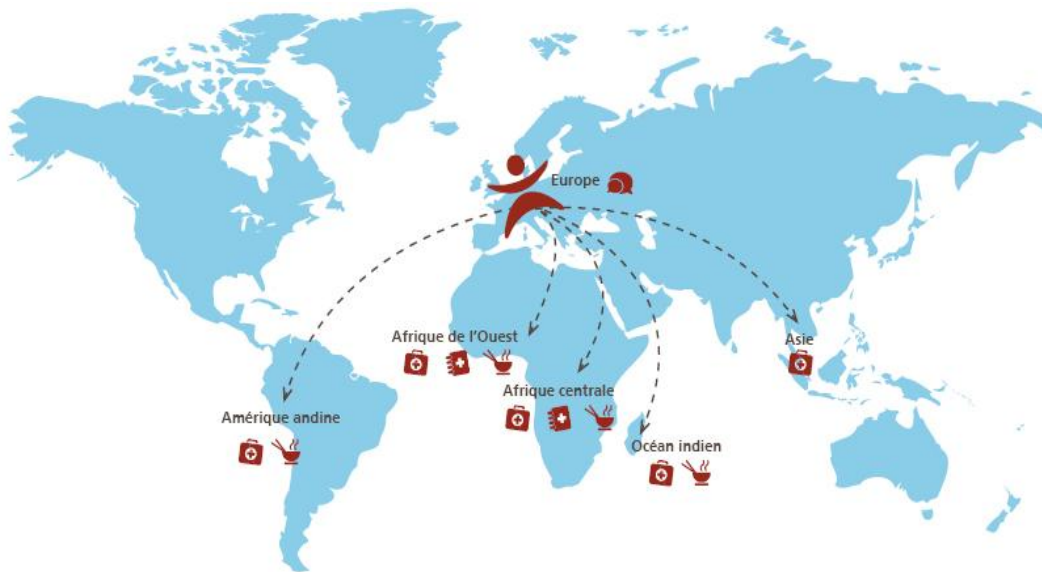 Europe
Afrique de l'Ouest
Asie
Afrique centrale
Amérique andine
Océan indien